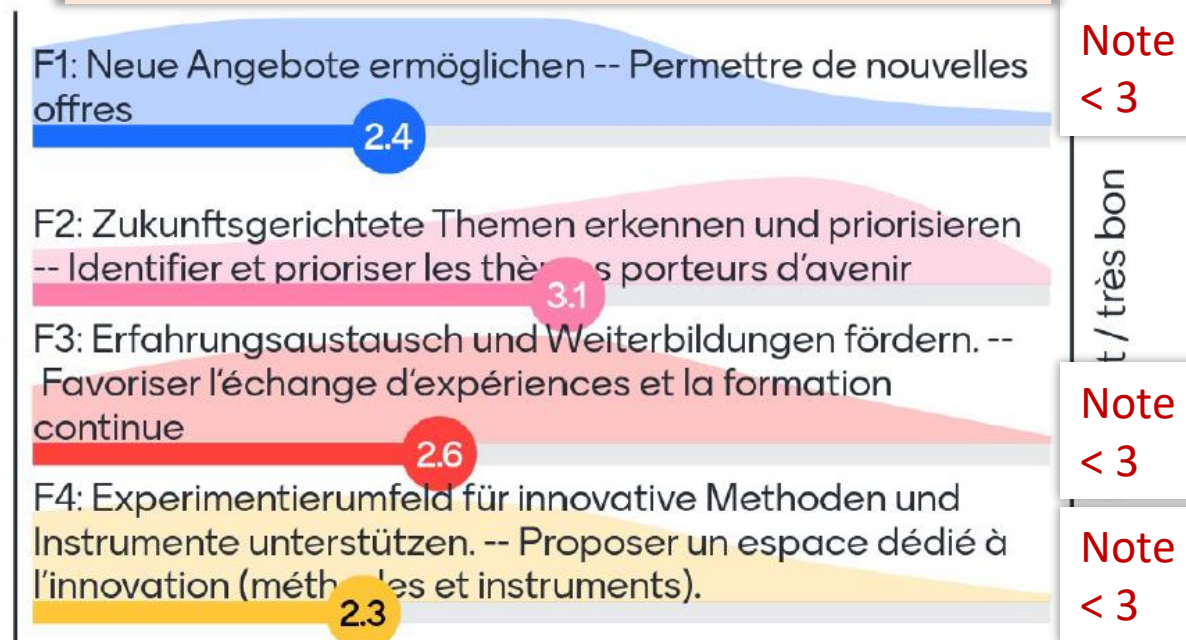 F1: Neue Angebote ermöglichen -- Permettre de nouvelles
offres
2.4
Note
< 3
F2: Zukunftsgerichtete Themen erkennen und priorisieren
-- Identifier et prioriser les thè s porteurs d'avenir
3.1
t / très bon
F3: Erfahrungsaustausch und Weiterbildungen fördern. --
Favoriser l'échange d'expériences et la formation
continue
2.6
Note
< 3
F4: Experimentierumfeld für innovative Methoden und
Instrumente unterstützen. -- Proposer un espace dédié à
l'innovation (méth es et instruments).
2.3
Note
< 3